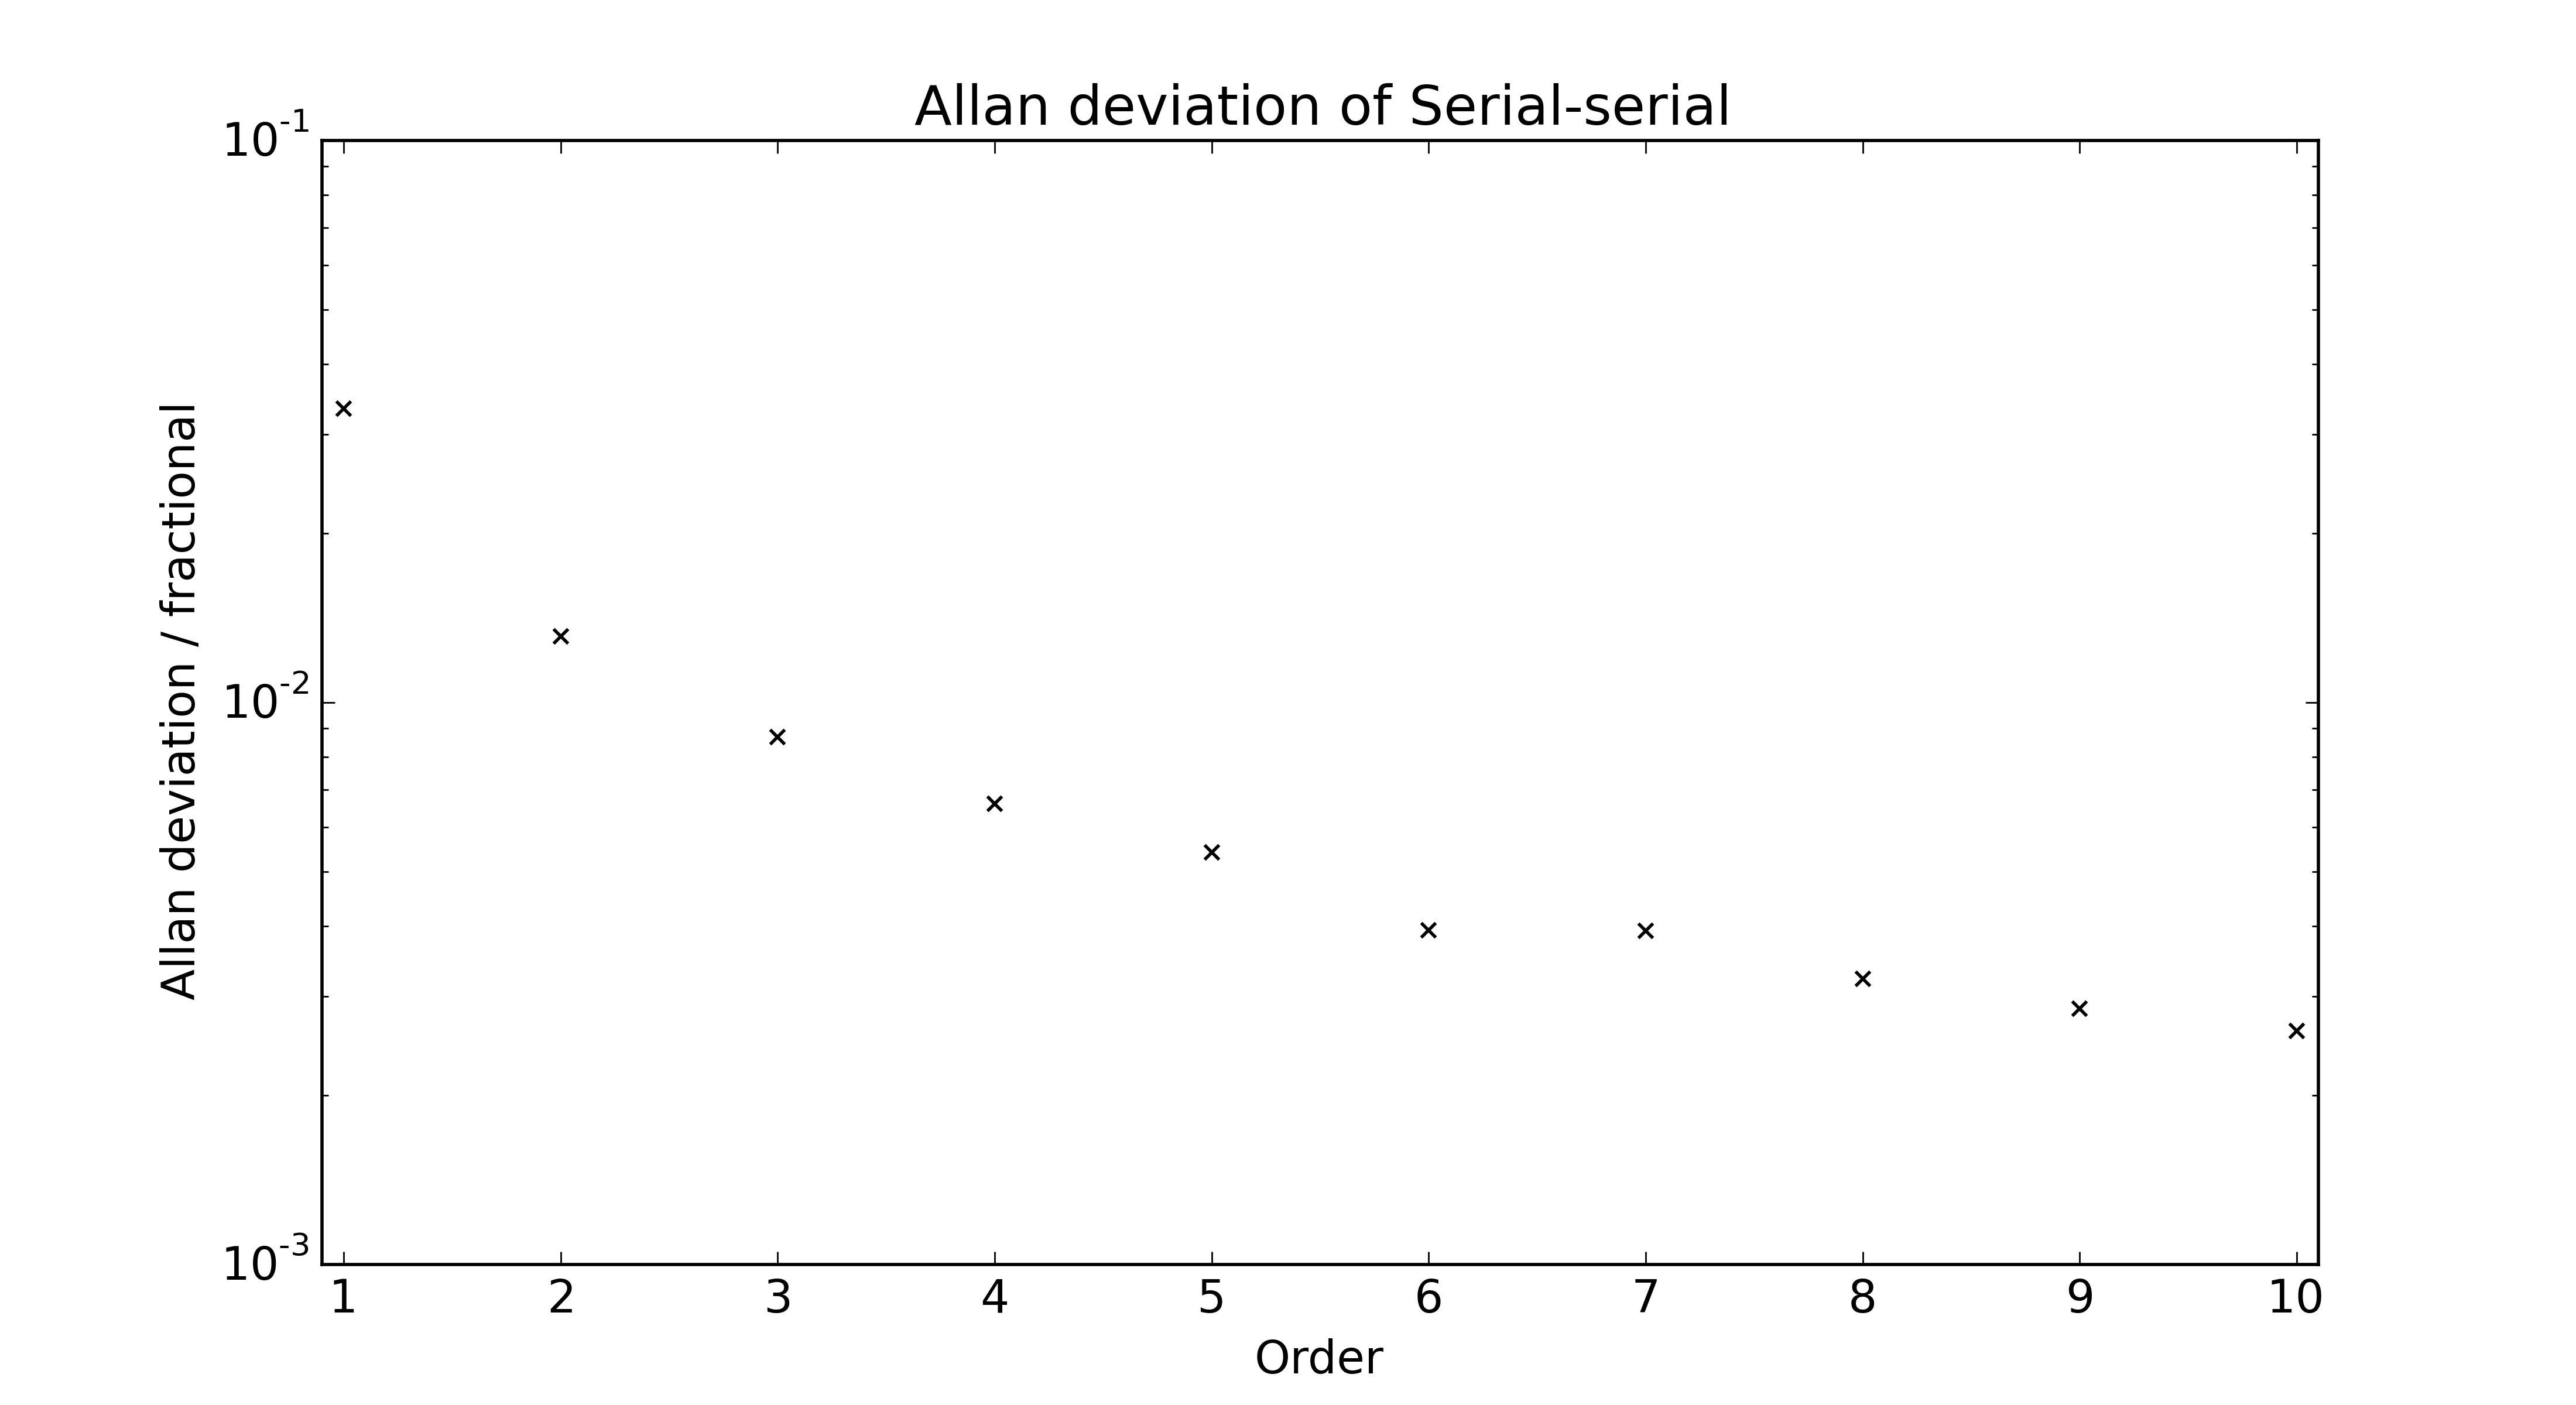 Allan deviation of Serial-serial
Allan deviation / fractional
10^-1
10^-2
10^-3
1 2 3 4 5 6 7 8 9 10
Order